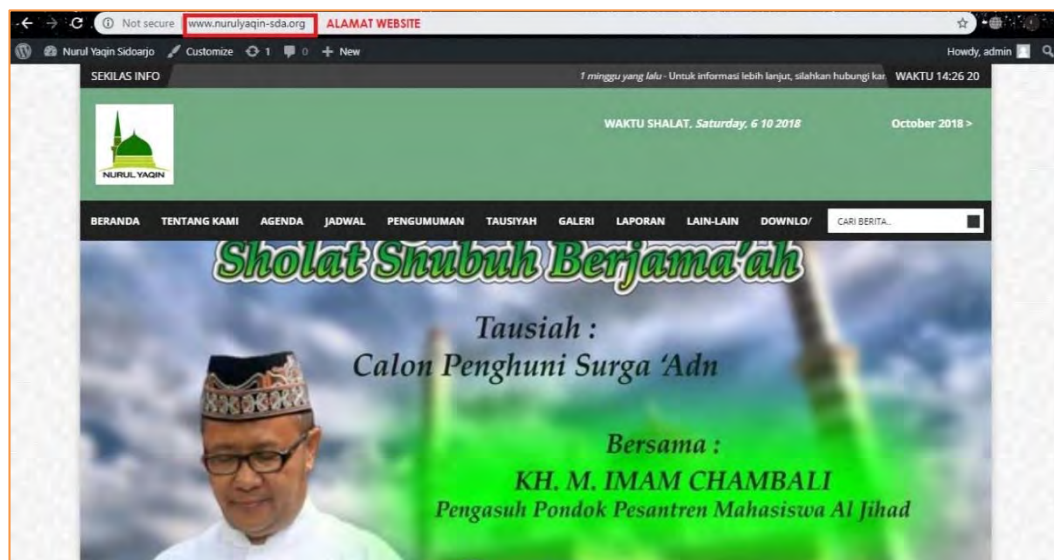 Not secure www.nurulyaqin-sda.org ALAMAT WEBSITE
Nurul Yaqin Sidoarjo Customize 1 0 + New Howdy, admin
SEKILAS INFO 1 minggu yang lalu - Untuk informasi lebih lanjut, silahkan hubungi kar WAKTU 14:26 20
WAKTU SHALAT, Saturday, 6 10 2018 October 2018 >
NURUL YAQIN
BERANDA TENTANG KAMI AGENDA JADWAL PENGUMUMAN TAUSIYAH GALERI LAPORAN LAIN-LAIN DOWNLO/ CARI BERITA..
Sholat Shubuh Berjama'ah
Tausiah :
Calon Penghuni Surga 'Adn
Bersama :
KH. M. IMAM CHAMBALI
Pengasuh Pondok Pesantren Mahasiswa Al Jihad